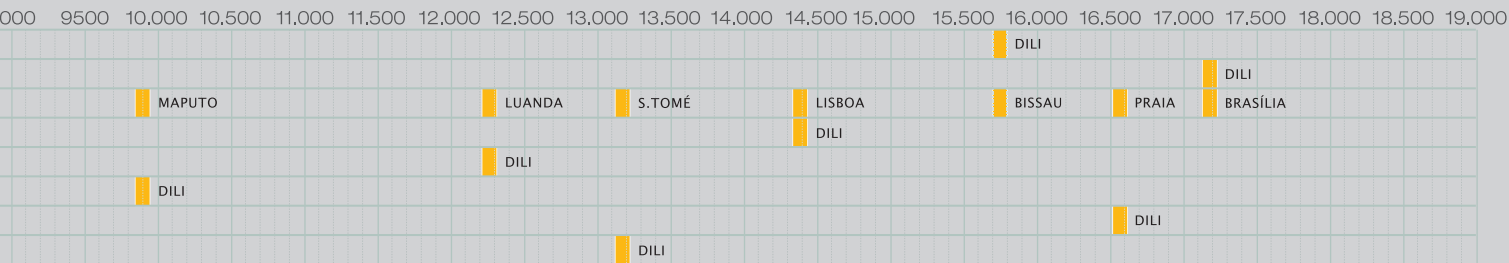 000 9500 10.000 10.500 11.000 11.500 12.000 12.500 13.000 13.500 14.000 14.500 15.000 15.500 16.000 16.500 17.000 17.500 18.000 18.500 19.000
DILI
DILI
MAPUTO LUANDA S.TOMÉ LISBOA BISSAU PRAIA BRASÍLIA
DILI
DILI
DILI
DILI
DILI